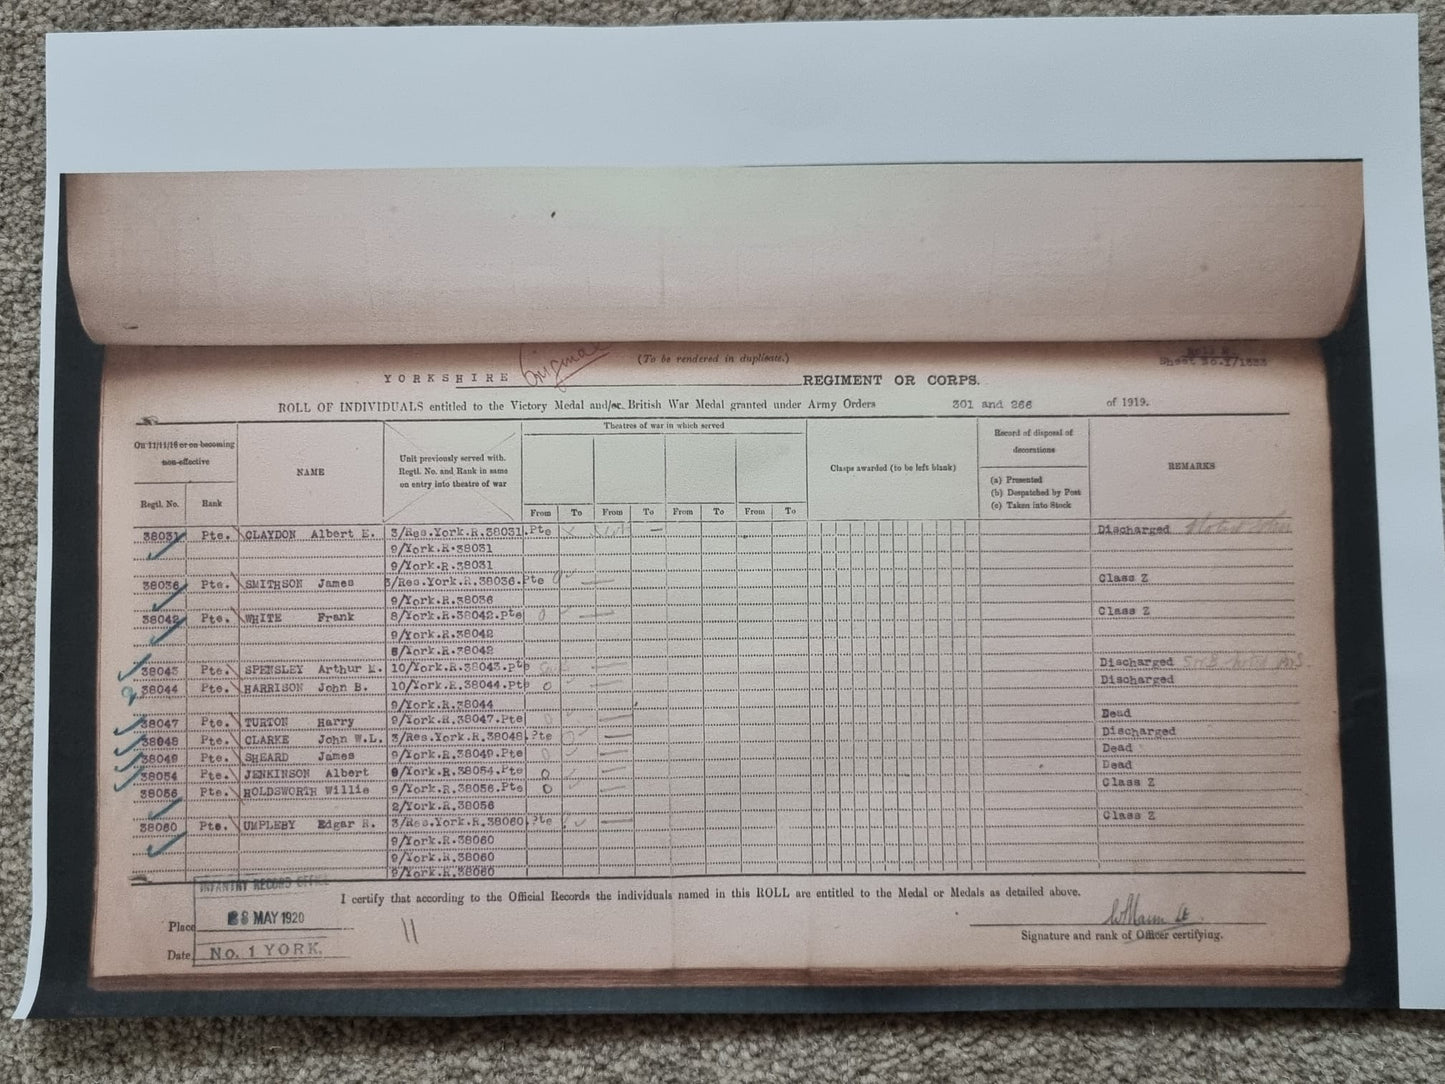 Sheet No.Y/1323
Original
(To be rendered in duplicate.)
YORKSHIRE REGIMENT OR CORPS.
ROLL OF INDIVIDUALS entitled to the Victory Medal and/or British War Medal granted under Army Orders 301 and 266 of 1919.
On 11/11/18 or on becoming non-effective
Regtl. No.
Rank
NAME
Unit previously served with. Regtl. No. and Rank in same on entry into theatre of war
Theatres of war in which served
From To From To From To From To
Clasps awarded (to be left blank)
Record of disposal of decorations
(a) Presented
(b) Despatched by Post
(c) Taken into Stock
REMARKS
38031 Pte. CLAYDON Albert E. 3/Res.York.R.38031.Pte Discharged
9/York.R.38031
9/York.R.38031
38036 Pte. SMITHSON James 3/Res.York.R.38036.Pte Class Z
9/York.R.38036
38042 Pte. WHITE Frank 8/York.R.38042.Pte Class Z
9/York.R.38042
8/York.R.38042
38043 Pte. SPENSLEY Arthur M. 10/York.R.38043.Pte Discharged
38044 Pte. HARRISON John B. 10/York.R.38044.Pte Discharged
9/York.R.38044
38047 Pte. TURTON Harry 9/York.R.38047.Pte Dead
38048 Pte. CLARKE John W.L. 3/Res.York.R.38048.Pte Discharged
38049 Pte. SHEARD James 9/York.R.38049.Pte Dead
38054 Pte. JENKINSON Albert 9/York.R.38054.Pte Dead
38056 Pte. HOLDSWORTH Willie 9/York.R.38056.Pte Class Z
2/York.R.38056
38060 Pte. UMPLEBY Edgar R. 3/Res.York.R.38060.Pte Class Z
9/York.R.38060
9/York.R.38060
9/York.R.38060
INFANTRY RECORD OFFICE
I certify that according to the Official Records the individuals named in this ROLL are entitled to the Medal or Medals as detailed above.
Place
28 MAY 1920
11
Signature and rank of Officer certifying.
Date
No. 1 YORK.